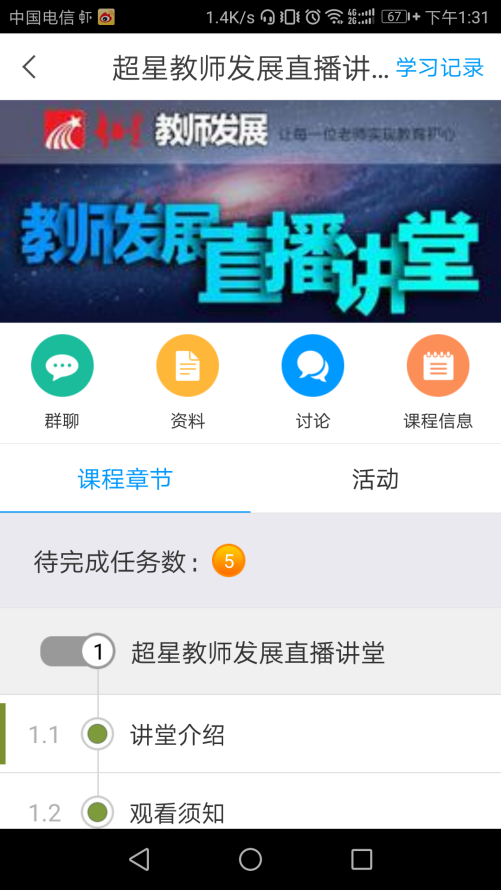 中国电信 虾 1.4K/s 4G 2G 67 下午1:31
超星教师发展直播讲... 学习记录
教师发展 让每一位老师实现教育初心
教师发展
直播讲堂
群聊 资料 讨论 课程信息
课程章节 活动
待完成任务数： 5
1 超星教师发展直播讲堂
1.1 讲堂介绍
1.2 观看须知